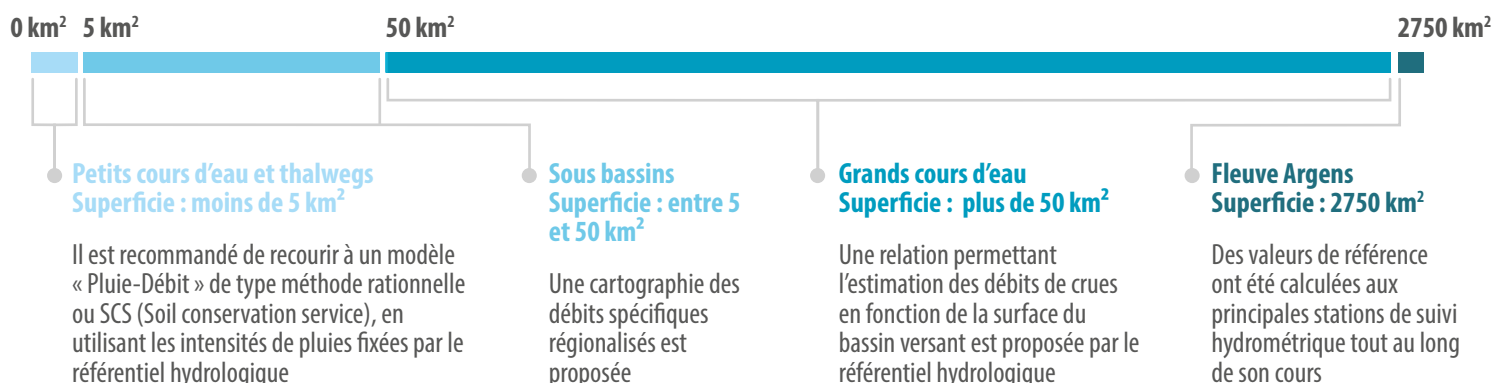 0 km² 5 km² 50 km² 2750 km²
Petits cours d’eau et thalwegs
Superficie : moins de 5 km²
Il est recommandé de recourir à un modèle
« Pluie-Débit » de type méthode rationnelle
ou SCS (Soil conservation service), en
utilisant les intensités de pluies fixées par le
référentiel hydrologique
Sous bassins
Superficie : entre 5
et 50 km²
Une cartographie des
débits spécifiques
régionalisés est
proposée
Grands cours d’eau
Superficie : plus de 50 km²
Une relation permettant
l’estimation des débits de crues
en fonction de la surface du
bassin versant est proposée par le
référentiel hydrologique
Fleuve Argens
Superficie : 2750 km²
Des valeurs de référence
ont été calculées aux
principales stations de suivi
hydrométrique tout au long
de son cours